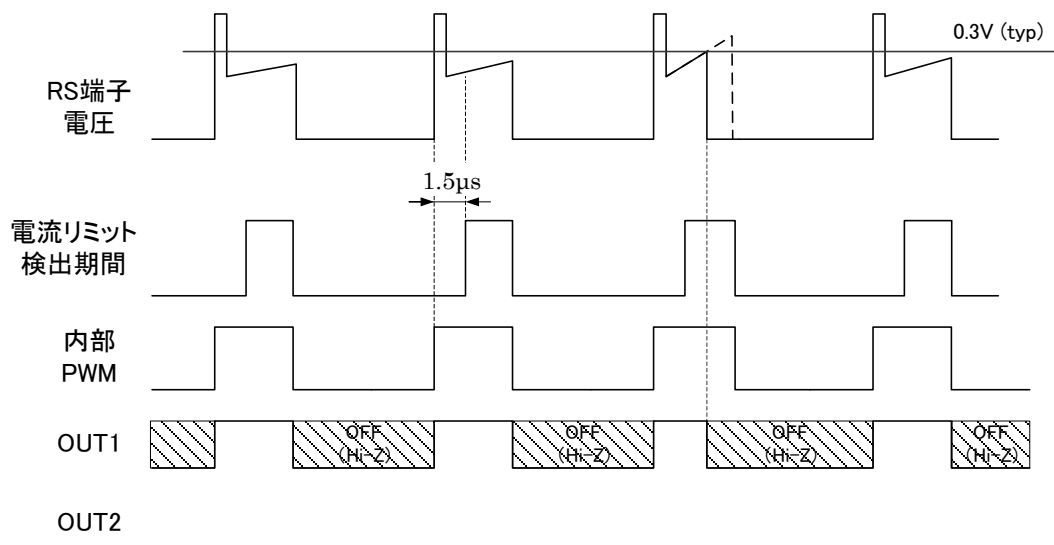 0.3V (typ)
RS端子
電圧
1.5μs
電流リミット
検出期間
内部
PWM
OUT1
OFF
(Hi-Z)
OFF
(Hi-Z)
OFF
(Hi-Z)
OFF
(Hi-Z)
OUT2